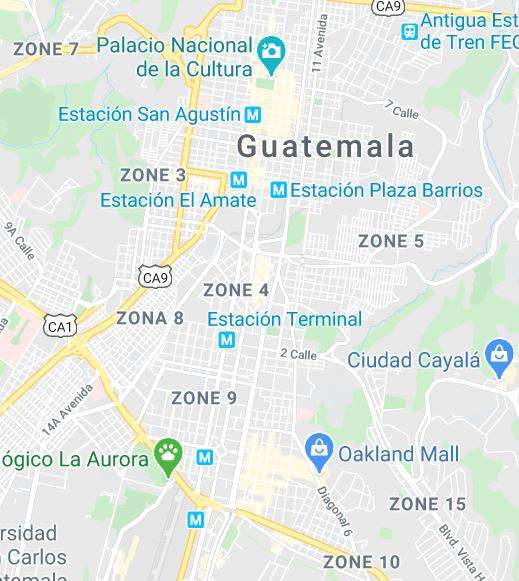 CA9
Antigua Est
de Tren FEG
11 Avenida
ZONE 7
Palacio Nacional
de la Cultura
7 Calle
Estación San Agustín
M
Guatemala
ZONE 3
M
M
Estación Plaza Barrios
Estación El Amate
9A Calle
ZONE 5
CA9
ZONE 4
CA1
ZONA 8
Estación Terminal
M
2 Calle
Ciudad Cayalá
14A Avenida
ZONE 9
ógico La Aurora
M
Oakland Mall
Diagonal 6
ZONE 15
M
Blvd. Vista H
ersidad
n Carlos
atemala
ZONE 10